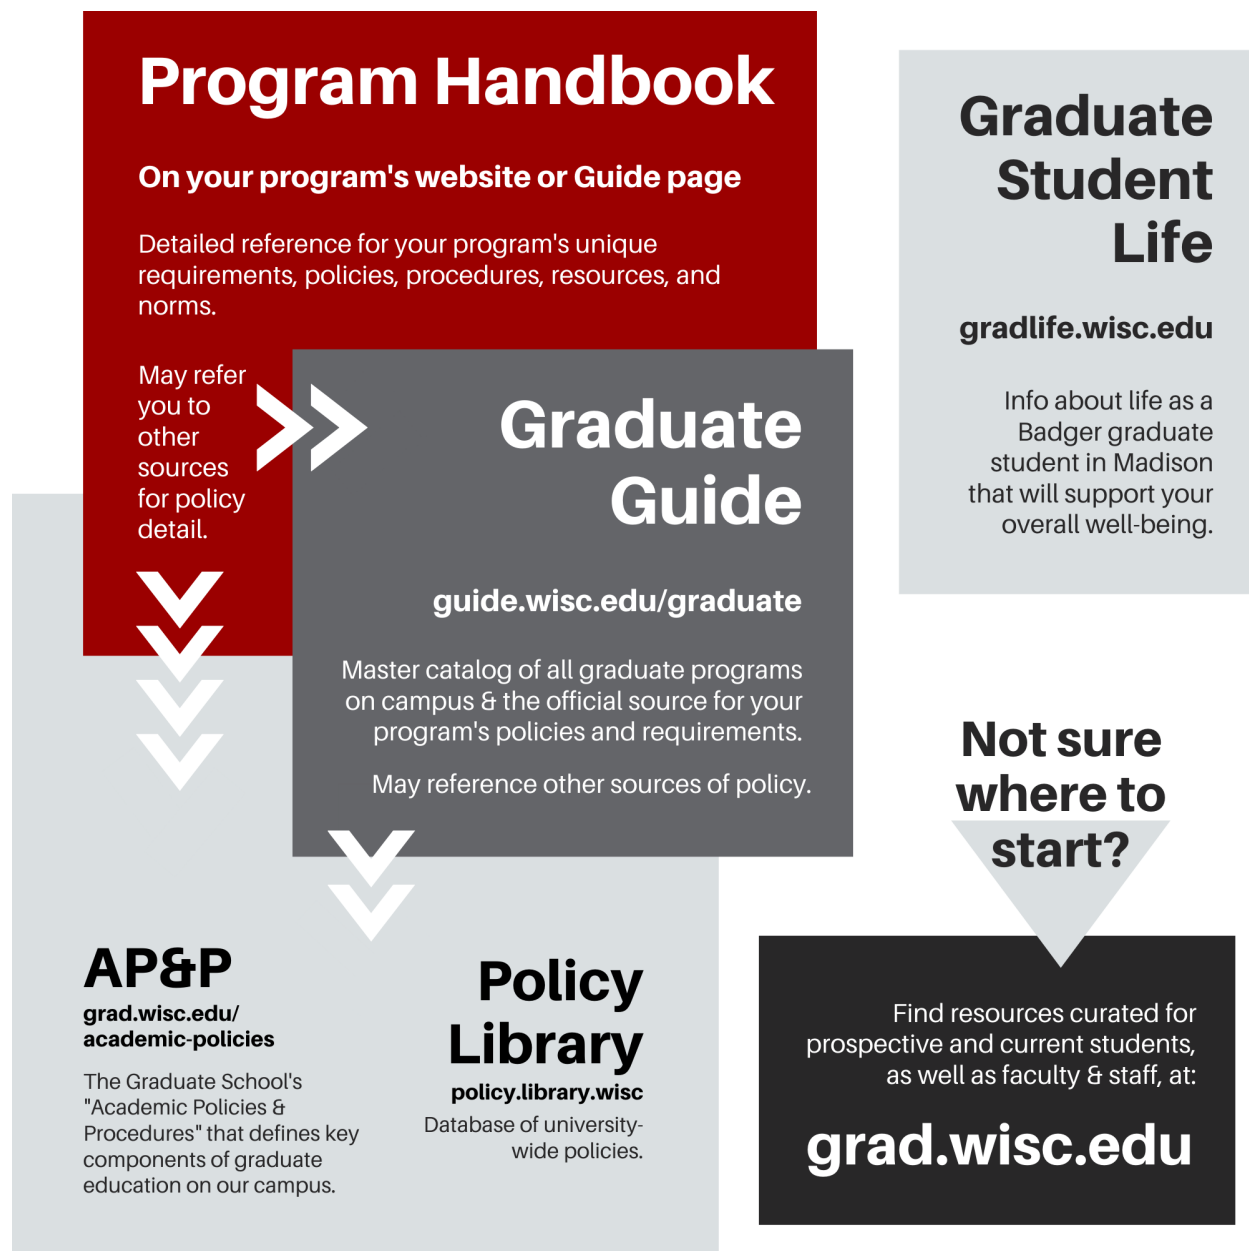 Program Handbook
On your program's website or Guide page
Detailed reference for your program's unique
requirements, policies, procedures, resources, and
norms.
May refer
you to
other
sources
for policy
detail.
Graduate
Guide
guide.wisc.edu/graduate
Master catalog of all graduate programs
on campus & the official source for your
program's policies and requirements.
May reference other sources of policy.
AP&P
grad.wisc.edu/
academic-policies
The Graduate School's
"Academic Policies &
Procedures" that defines key
components of graduate
education on our campus.
Policy
Library
policy.library.wisc
Database of university-
wide policies.
Graduate
Student
Life
gradlife.wisc.edu
Info about life as a
Badger graduate
student in Madison
that will support your
overall well-being.
Not sure
where to
start?
Find resources curated for
prospective and current students,
as well as faculty & staff, at:
grad.wisc.edu